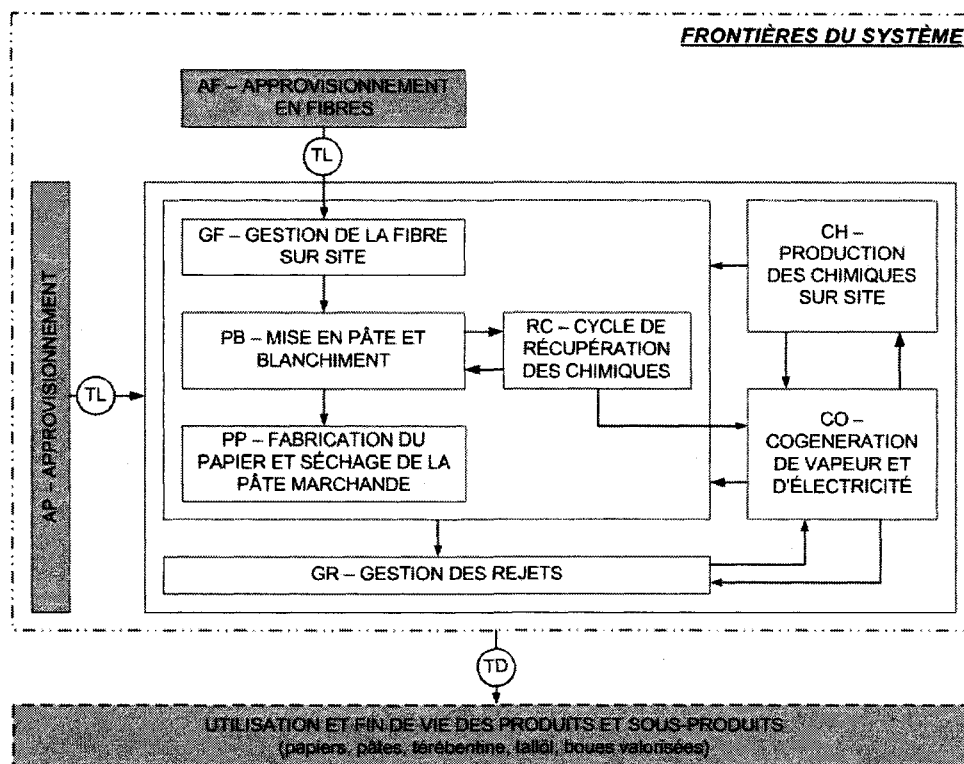 FRONTIÈRES DU SYSTÈME
AF – APPROVISIONNEMENT
EN FIBRES
TL
AP – APPROVISIONNEMENT
TL
GF – GESTION DE LA FIBRE
SUR SITE
PB – MISE EN PÂTE ET
BLANCHIMENT
PP – FABRICATION DU
PAPIER ET SÉCHAGE DE LA
PÂTE MARCHANDE
RC – CYCLE DE
RÉCUPÉRATION
DES CHIMIQUES
CH –
PRODUCTION
DES CHIMIQUES
SUR SITE
CO –
COGENERATION
DE VAPEUR ET
D'ÉLECTRICITÉ
GR – GESTION DES REJETS
TD
UTILISATION ET FIN DE VIE DES PRODUITS ET SOUS-PRODUITS
(papiers, pâtes, térébentine, tallöl, boues valorisées)